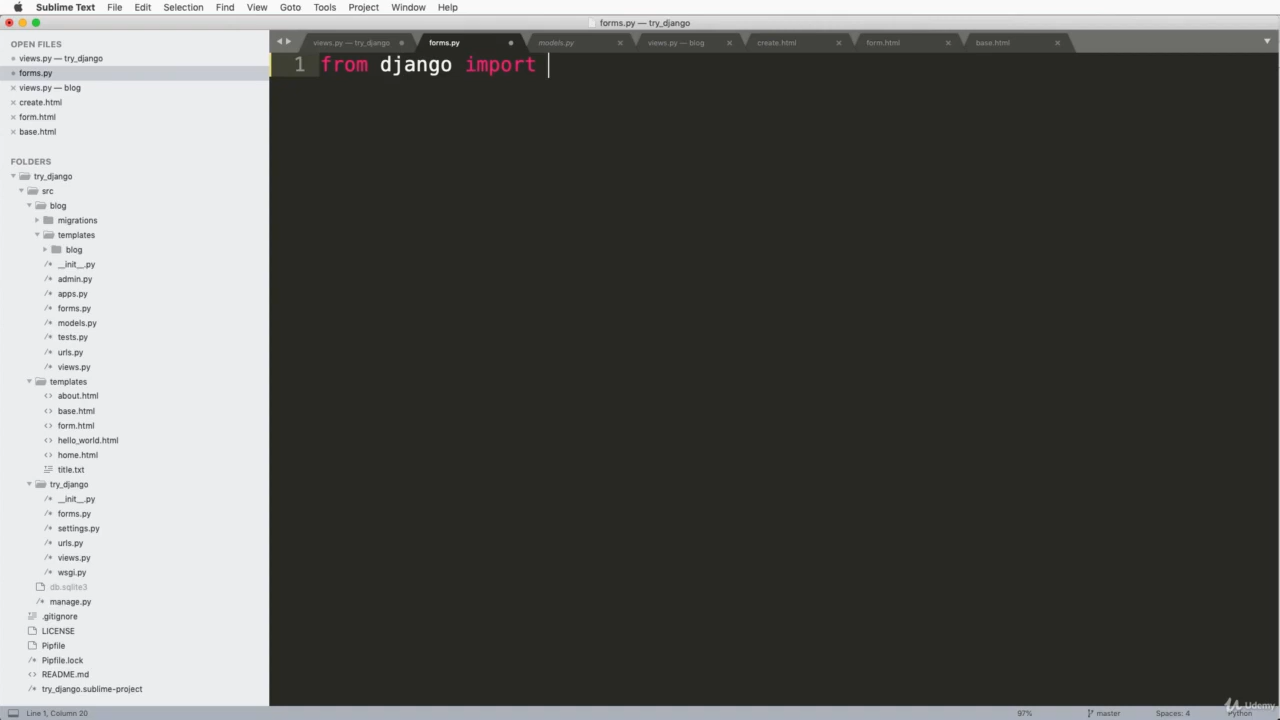 Sublime Text File Edit Selection Find View Goto Tools Project Window Help
forms.py — try_django
OPEN FILES
views.py — try_django
forms.py
views.py — blog
create.html
form.html
base.html
FOLDERS
try_django
src
blog
migrations
templates
blog
__init__.py
admin.py
apps.py
forms.py
models.py
tests.py
urls.py
views.py
templates
about.html
base.html
form.html
hello_world.html
home.html
title.txt
try_django
__init__.py
forms.py
settings.py
urls.py
views.py
wsgi.py
db.sqlite3
manage.py
.gitignore
LICENSE
Pipfile
Pipfile.lock
README.md
try_django.sublime-project
views.py — try_django forms.py models.py views.py — blog create.html form.html base.html
1 from django import
Line 1, Column 20 97% master Spaces: 4 Python
Udemy